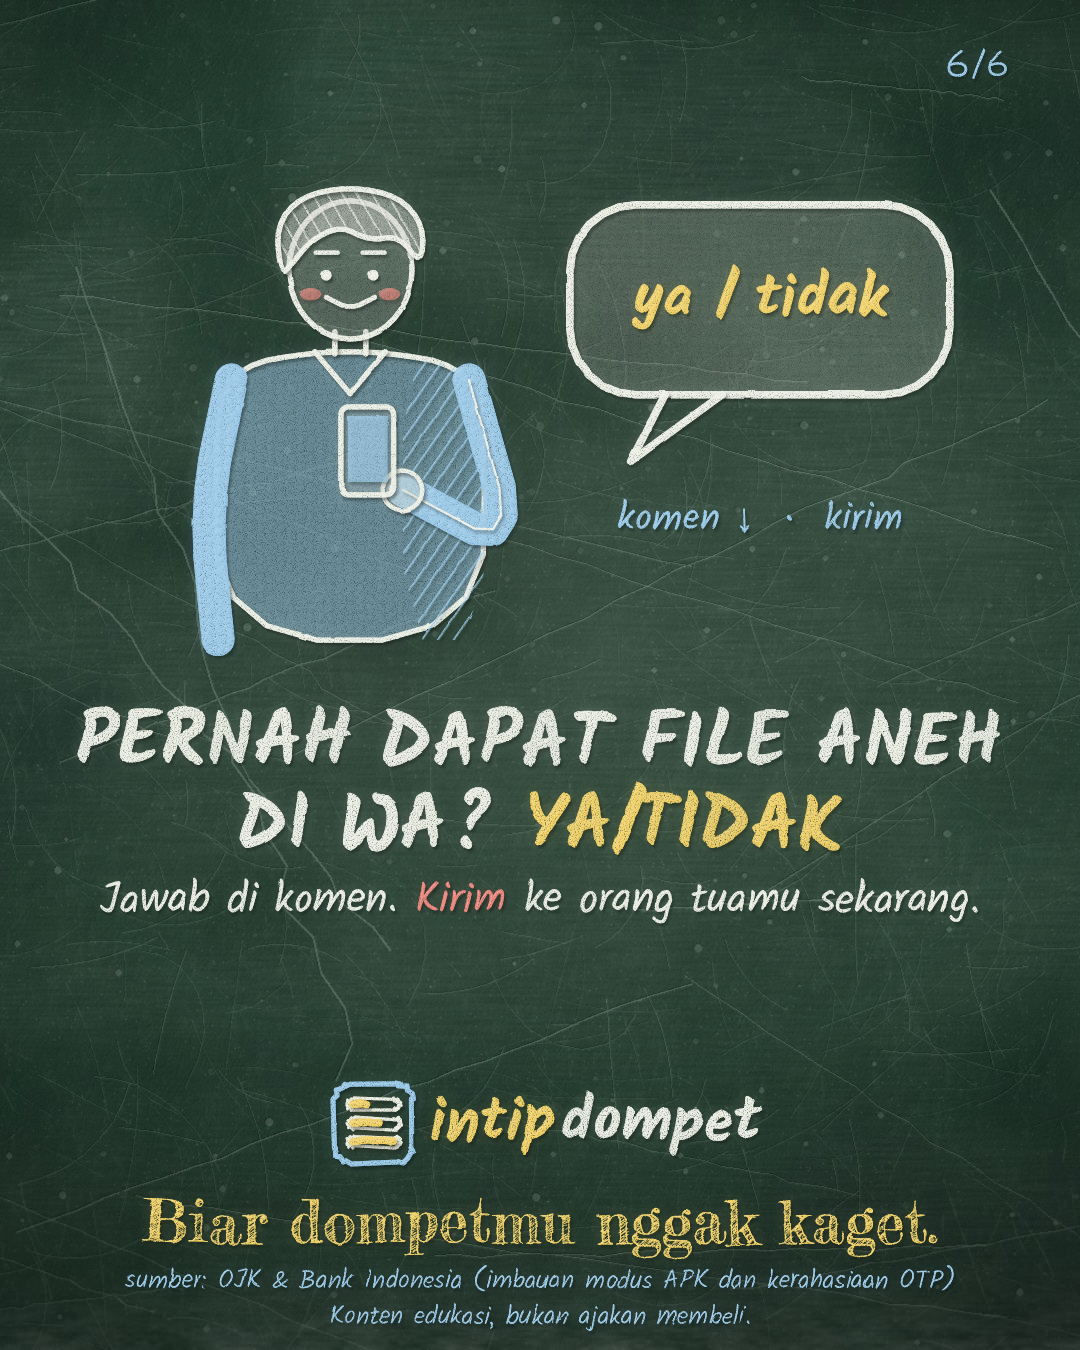 6/6
ya / tidak
komen ↓ · kirim
PERNAH DAPAT FILE ANEH
DI WA? YA/TIDAK
Jawab di komen. Kirim ke orang tuamu sekarang.
intip dompet
Biar dompetmu nggak kaget.
sumber: OJK & Bank Indonesia (imbauan modus APK dan kerahasiaan OTP)
Konten edukasi, bukan ajakan membeli.